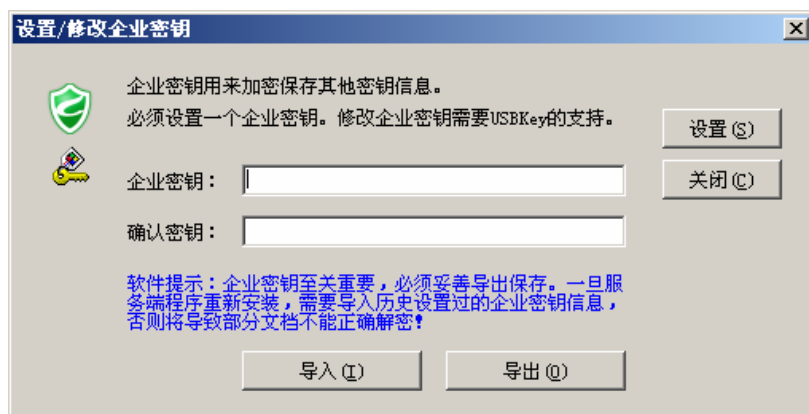 设置/修改企业密钥
企业密钥用来加密保存其他密钥信息。
必须设置一个企业密钥。修改企业密钥需要USBKey的支持。
设置(S)
企业密钥：
关闭(C)
确认密钥：
软件提示：企业密钥至关重要，必须妥善导出保存。一旦服
务端程序重新安装，需要导入历史设置过的企业密钥信息，
否则将导致部分文档不能正确解密！
导入(I)
导出(O)